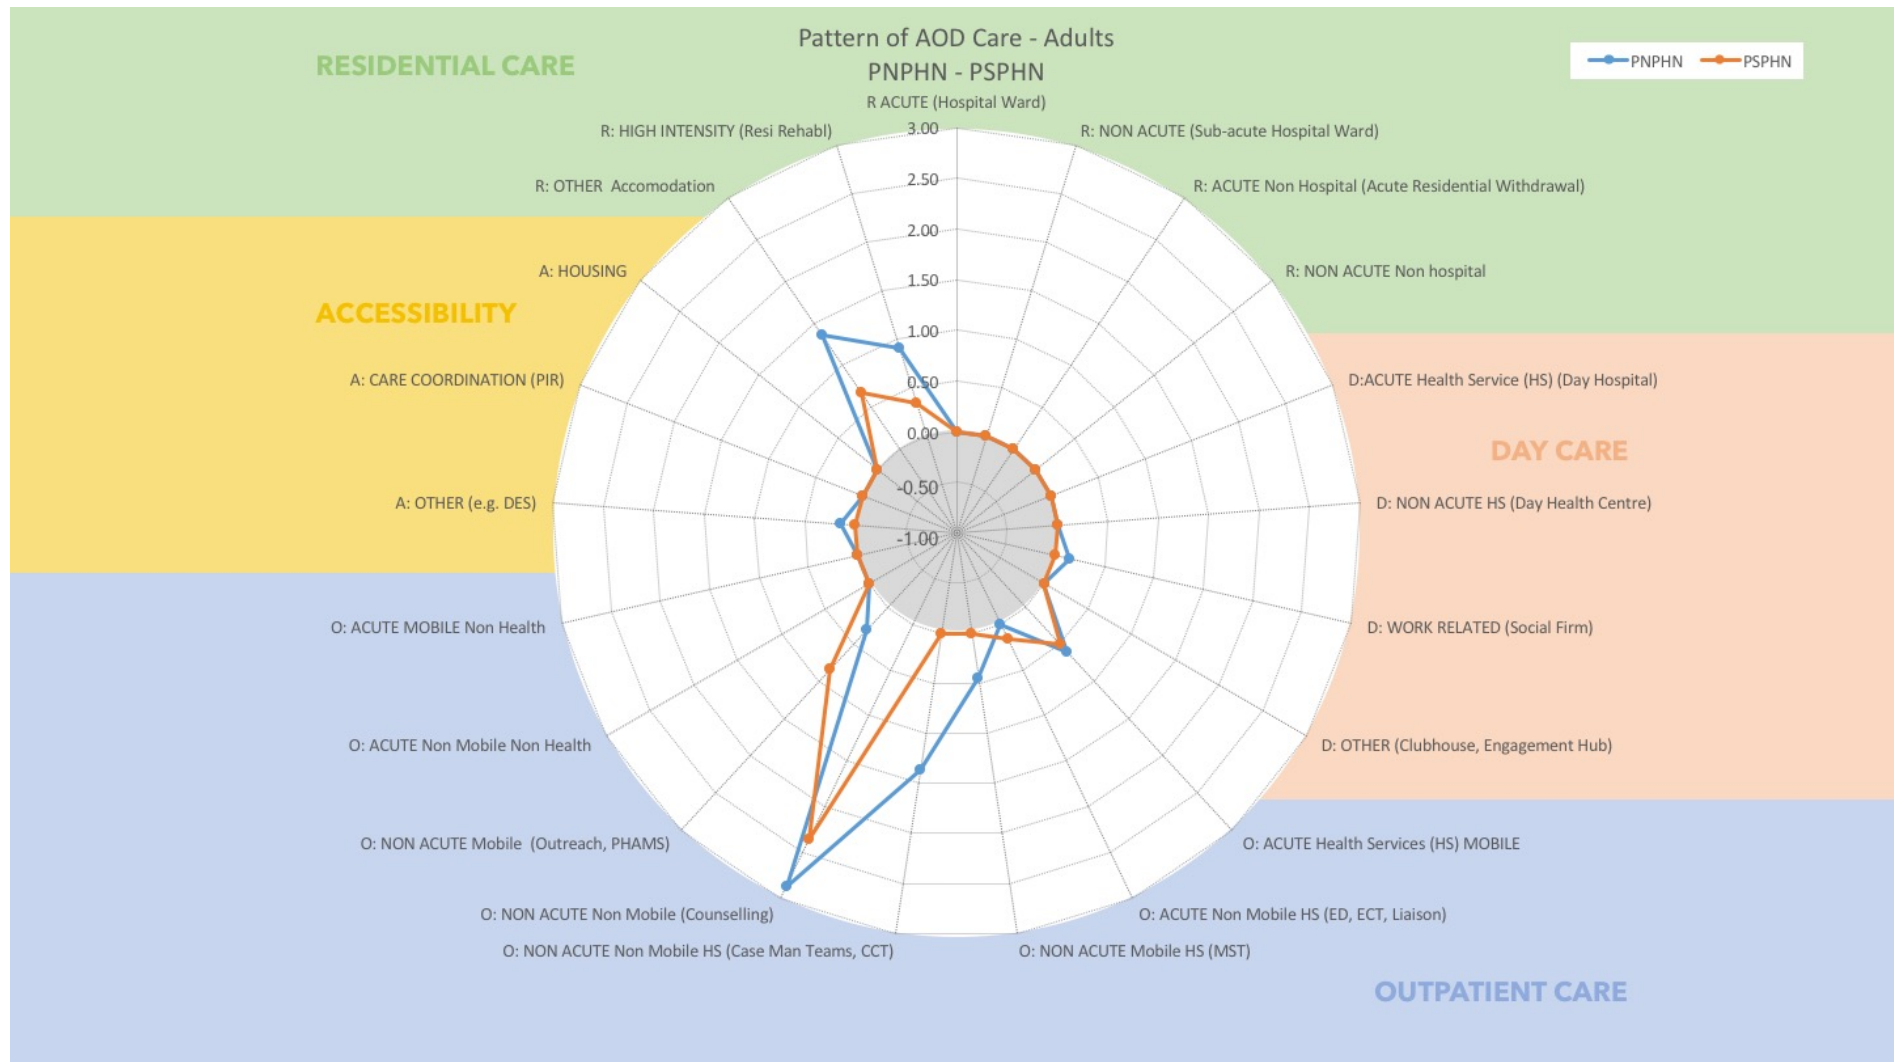 Pattern of AOD Care - Adults
PNPHN - PSPHN
RESIDENTIAL CARE
PNPHN
PSPHN
R ACUTE (Hospital Ward)
R: NON ACUTE (Sub-acute Hospital Ward)
R: ACUTE Non Hospital (Acute Residential Withdrawal)
R: NON ACUTE Non hospital
D:ACUTE Health Service (HS) (Day Hospital)
DAY CARE
D: NON ACUTE HS (Day Health Centre)
D: WORK RELATED (Social Firm)
D: OTHER (Clubhouse, Engagement Hub)
O: ACUTE Health Services (HS) MOBILE
O: ACUTE Non Mobile HS (ED, ECT, Liaison)
O: NON ACUTE Mobile HS (MST)
OUTPATIENT CARE
O: NON ACUTE Non Mobile HS (Case Man Teams, CCT)
O: NON ACUTE Non Mobile (Counselling)
O: NON ACUTE Mobile (Outreach, PHAMS)
O: ACUTE Non Mobile Non Health
O: ACUTE MOBILE Non Health
A: OTHER (e.g. DES)
A: CARE COORDINATION (PIR)
ACCESSIBILITY
A: HOUSING
R: OTHER Accomodation
R: HIGH INTENSITY (Resi Rehabl)
3.00
2.50
2.00
1.50
1.00
0.50
0.00
-0.50
-1.00